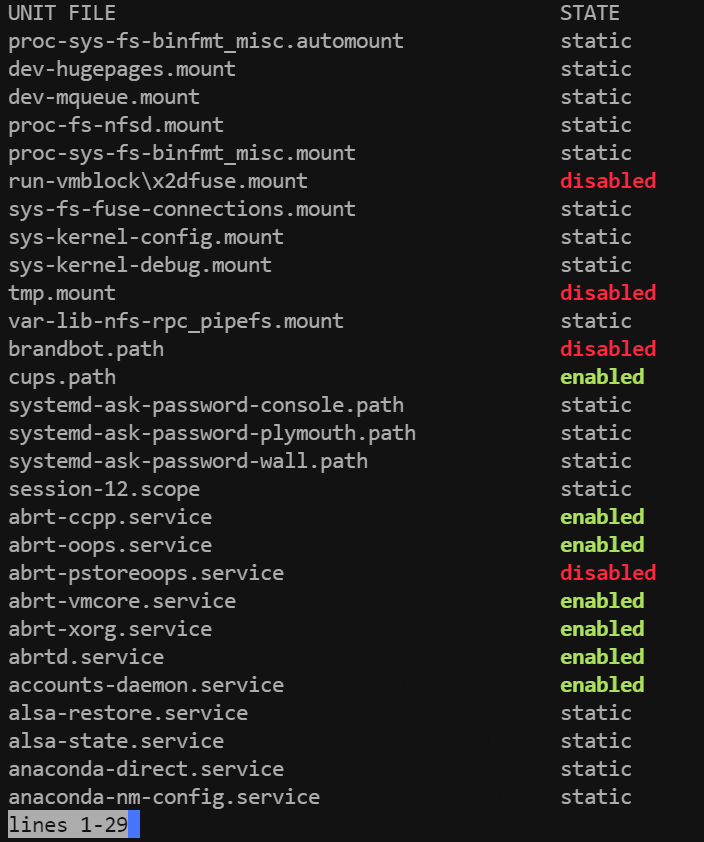 UNIT FILE STATE
proc-sys-fs-binfmt_misc.automount static
dev-hugepages.mount static
dev-mqueue.mount static
proc-fs-nfsd.mount static
proc-sys-fs-binfmt_misc.mount static
run-vmblock\x2dfuse.mount disabled
sys-fs-fuse-connections.mount static
sys-kernel-config.mount static
sys-kernel-debug.mount static
tmp.mount disabled
var-lib-nfs-rpc_pipefs.mount static
brandbot.path disabled
cups.path enabled
systemd-ask-password-console.path static
systemd-ask-password-plymouth.path static
systemd-ask-password-wall.path static
session-12.scope static
abrt-ccpp.service enabled
abrt-oops.service enabled
abrt-pstoreoops.service disabled
abrt-vmcore.service enabled
abrt-xorg.service enabled
abrtd.service enabled
accounts-daemon.service enabled
alsa-restore.service static
alsa-state.service static
anaconda-direct.service static
anaconda-nm-config.service static
lines 1-29